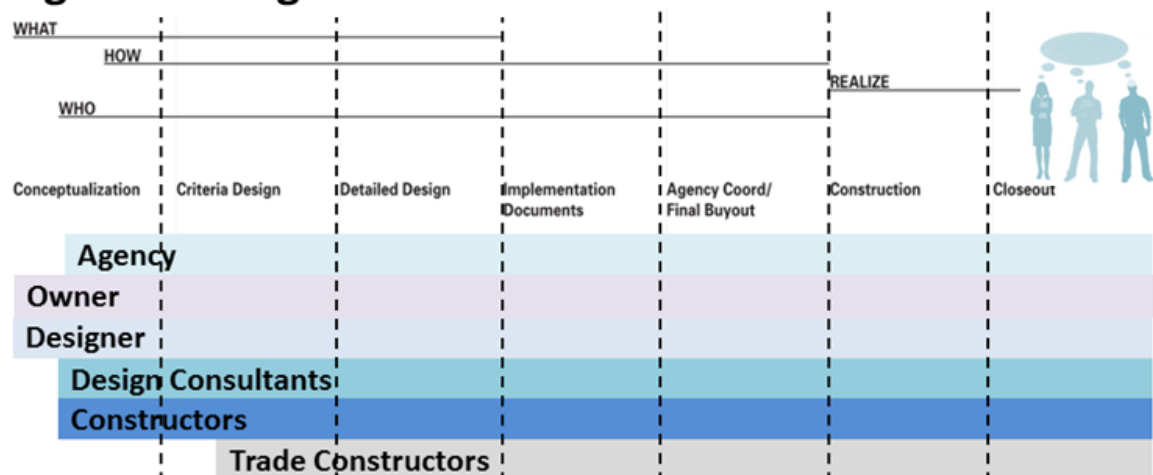 WHAT
HOW
REALIZE
WHO
Conceptualization
Criteria Design
Detailed Design
Implementation
Documents
Agency Coord/
Final Buyout
Construction
Closeout
Agency
Owner
Designer
Design Consultants
Constructors
Trade Constructors